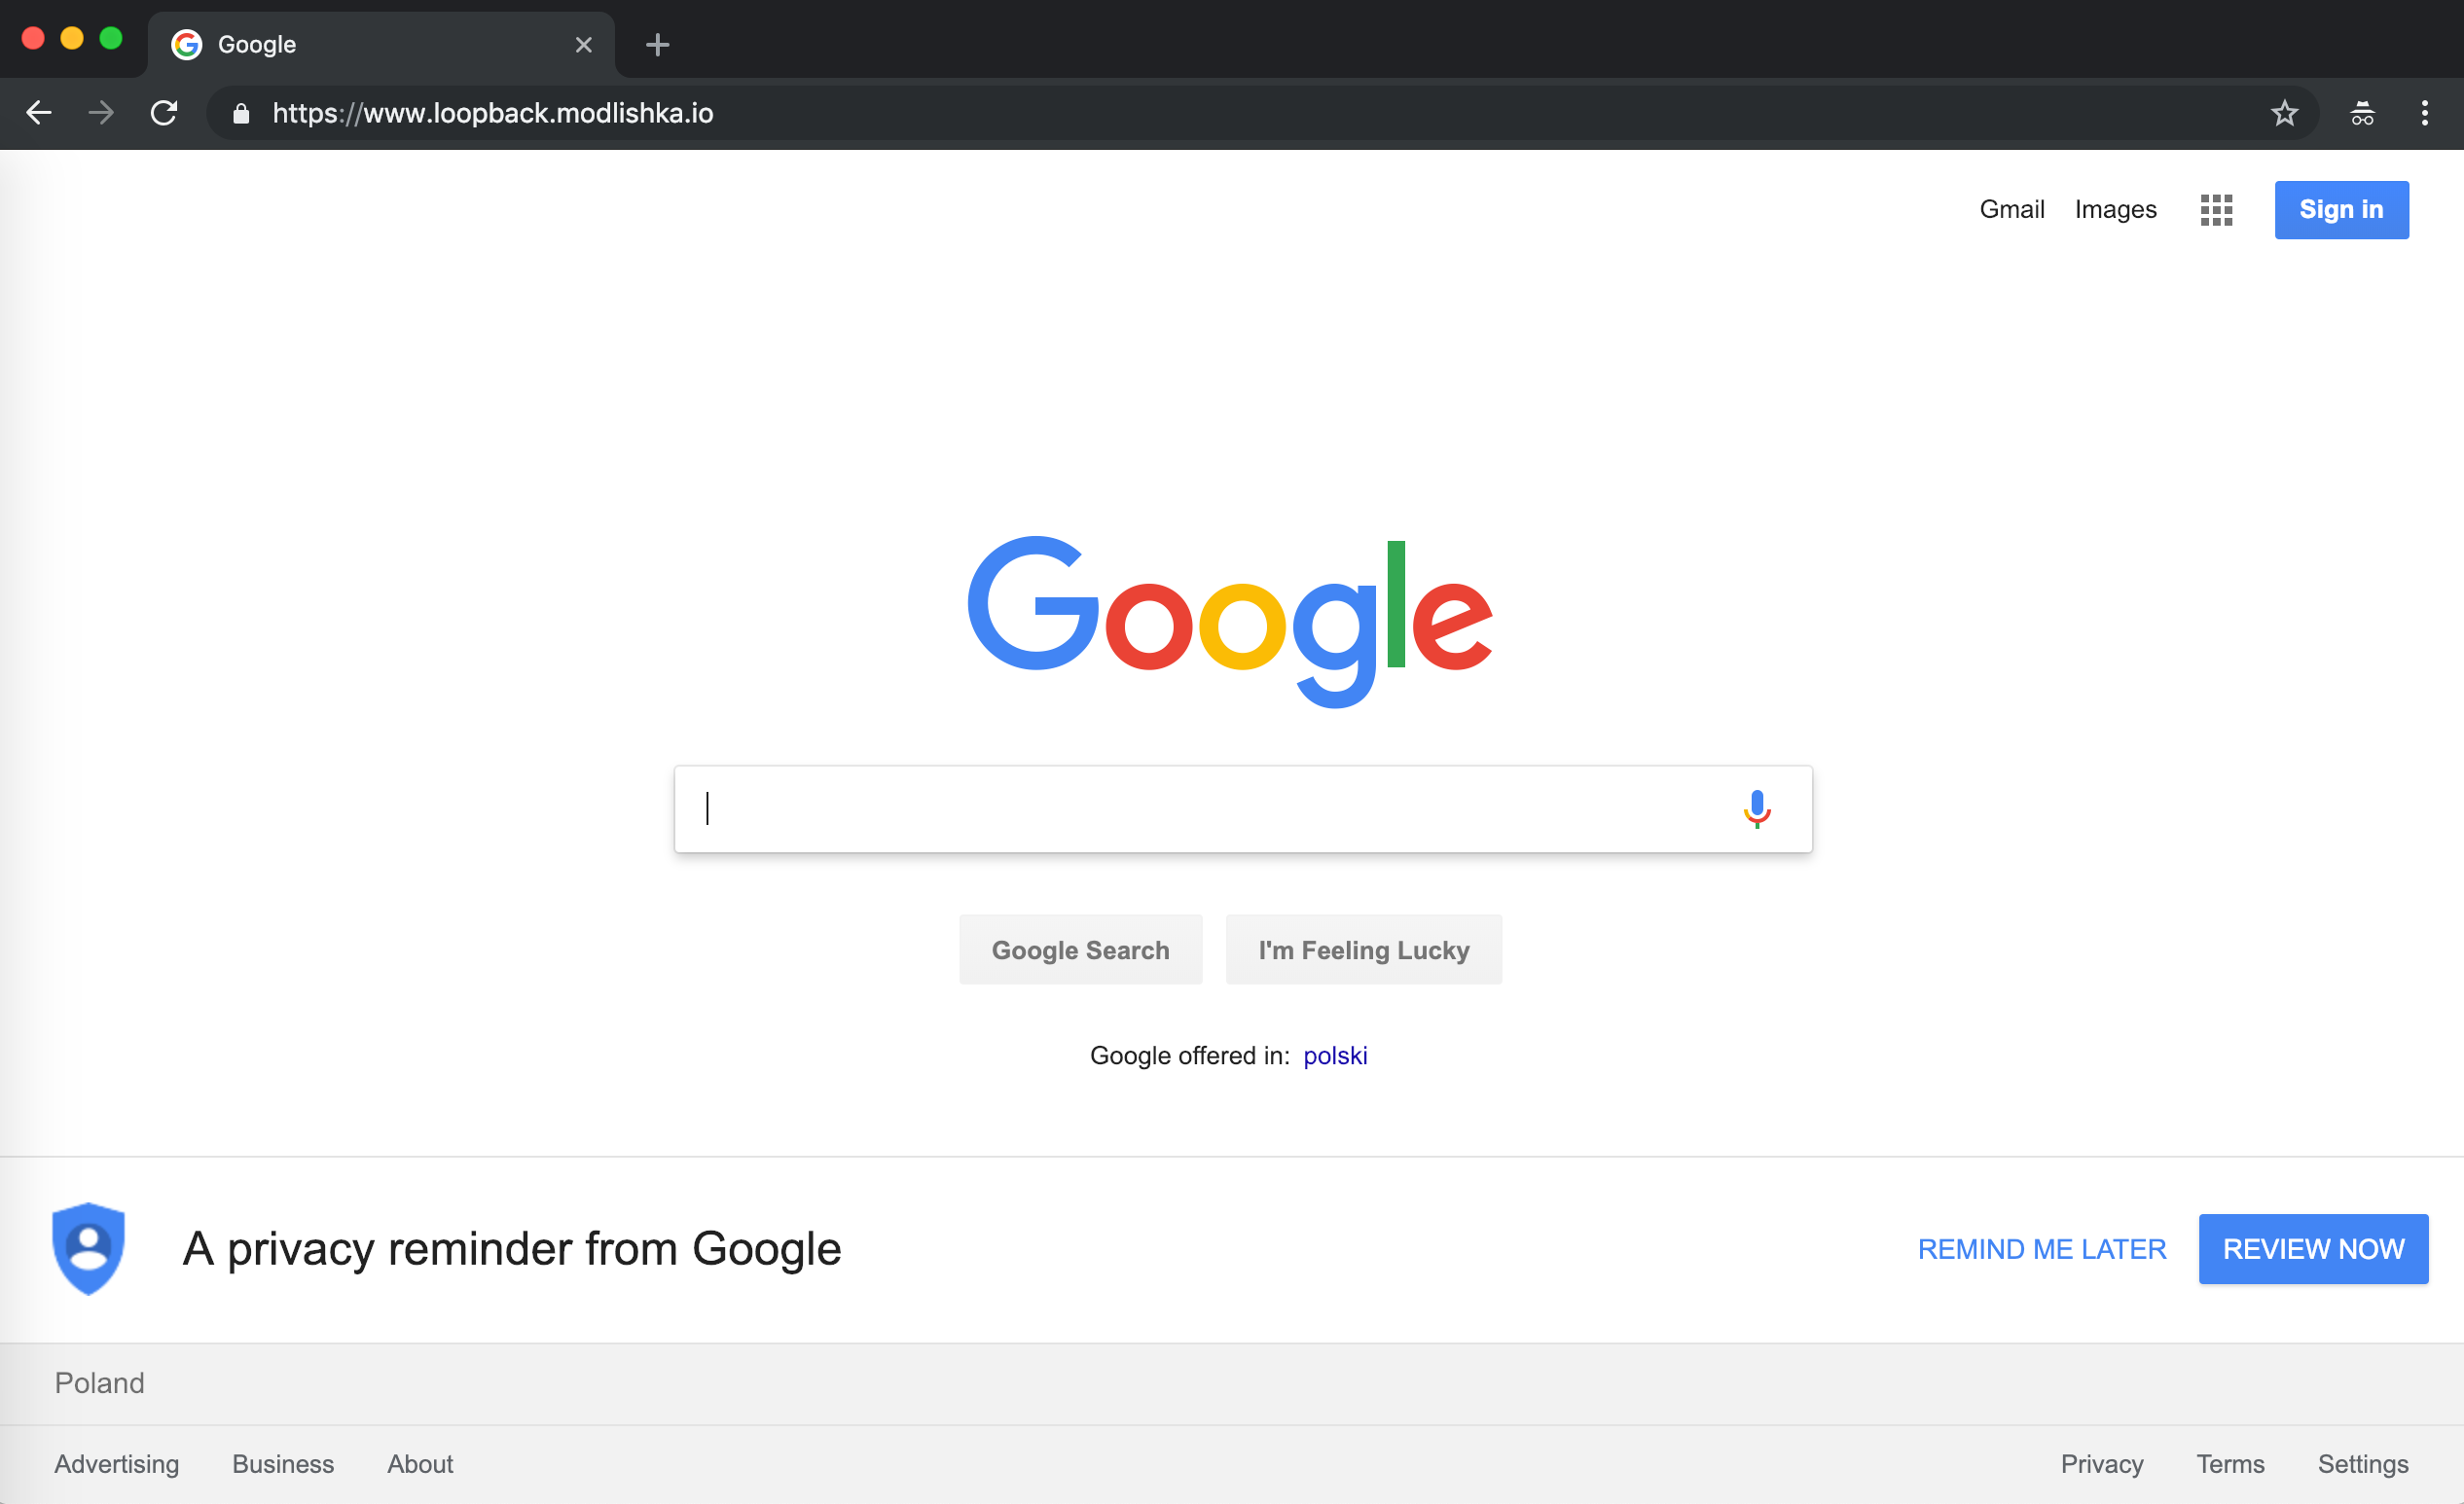 Google
https://www.loopback.modlishka.io
Gmail Images Sign in
Google
Google Search I'm Feeling Lucky
Google offered in: polski
A privacy reminder from Google REMIND ME LATER REVIEW NOW
Poland
Advertising Business About Privacy Terms Settings